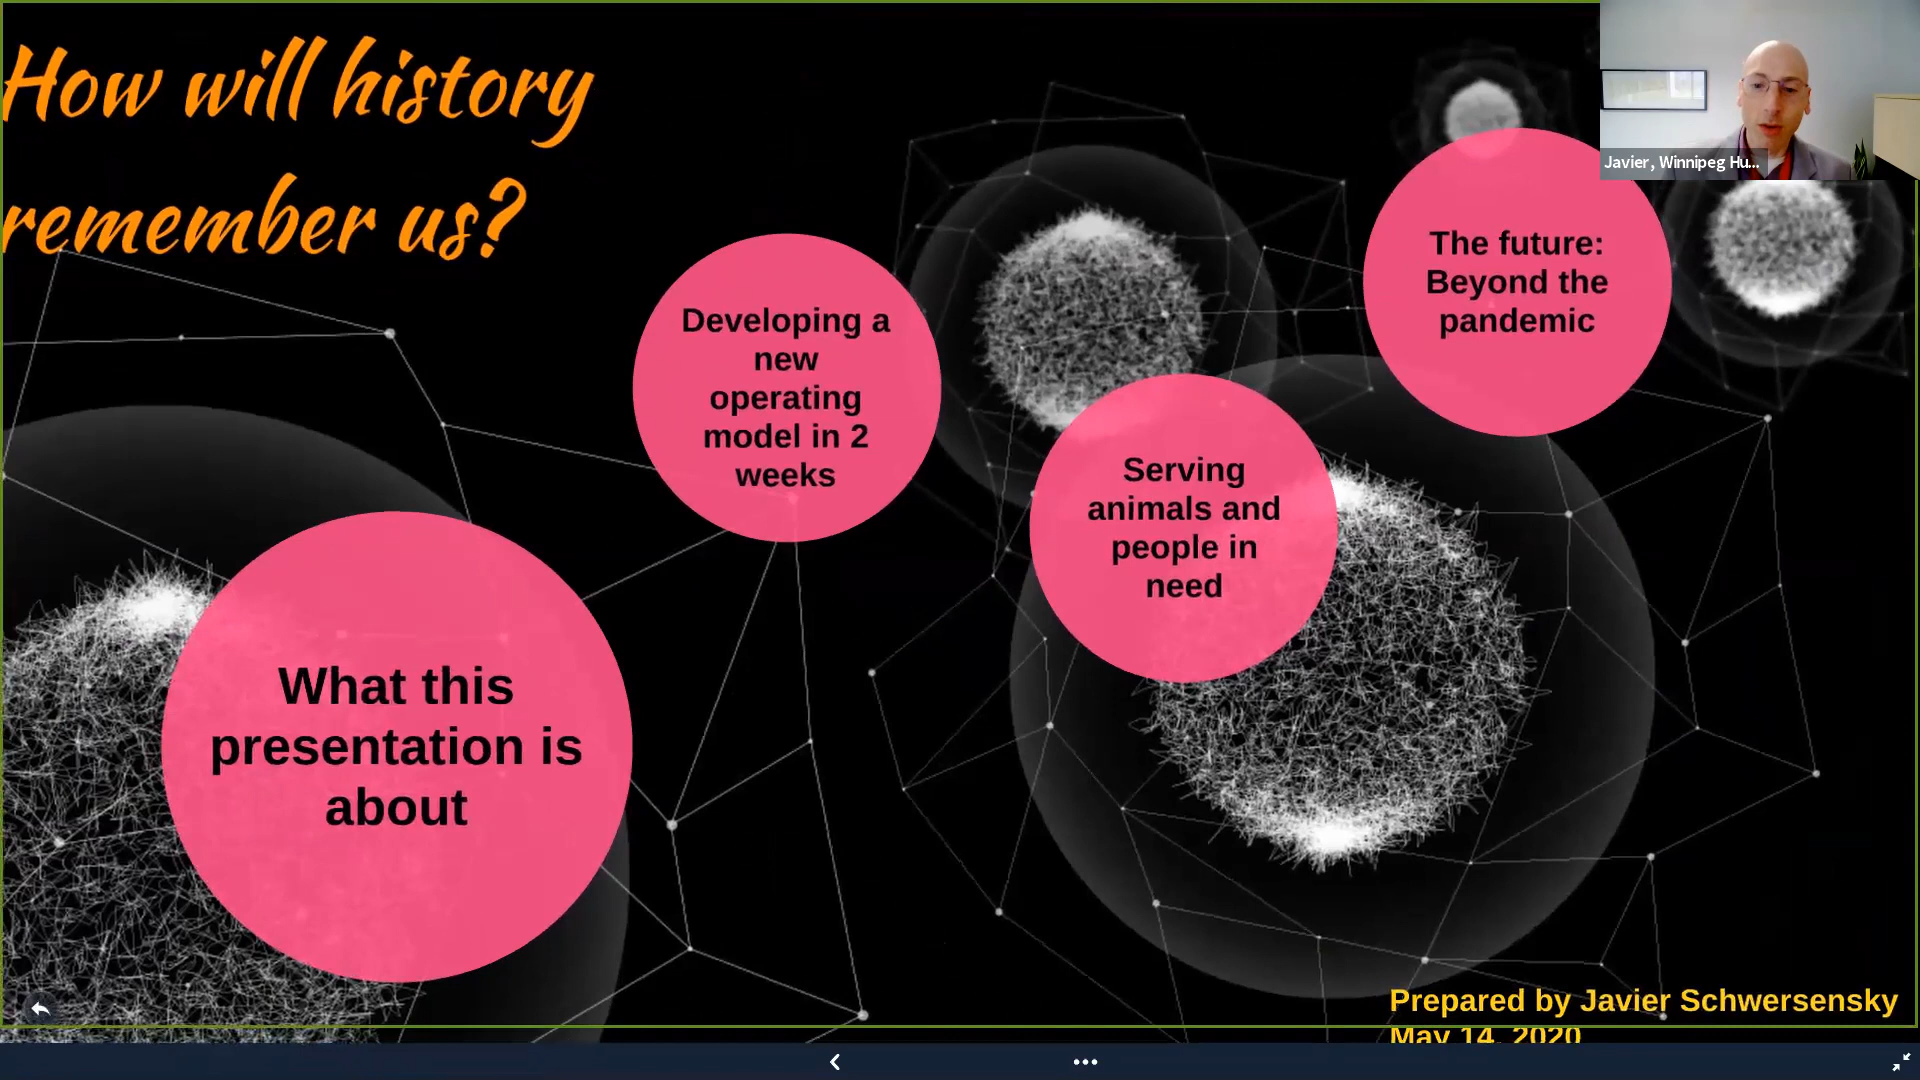 How will history
remember us?
Javier, Winnipeg Hu...
The future:
Beyond the
pandemic
Developing a
new
operating
model in 2
weeks
Serving
animals and
people in
need
What this
presentation is
about
Prepared by Javier Schwersensky
May 14, 2020